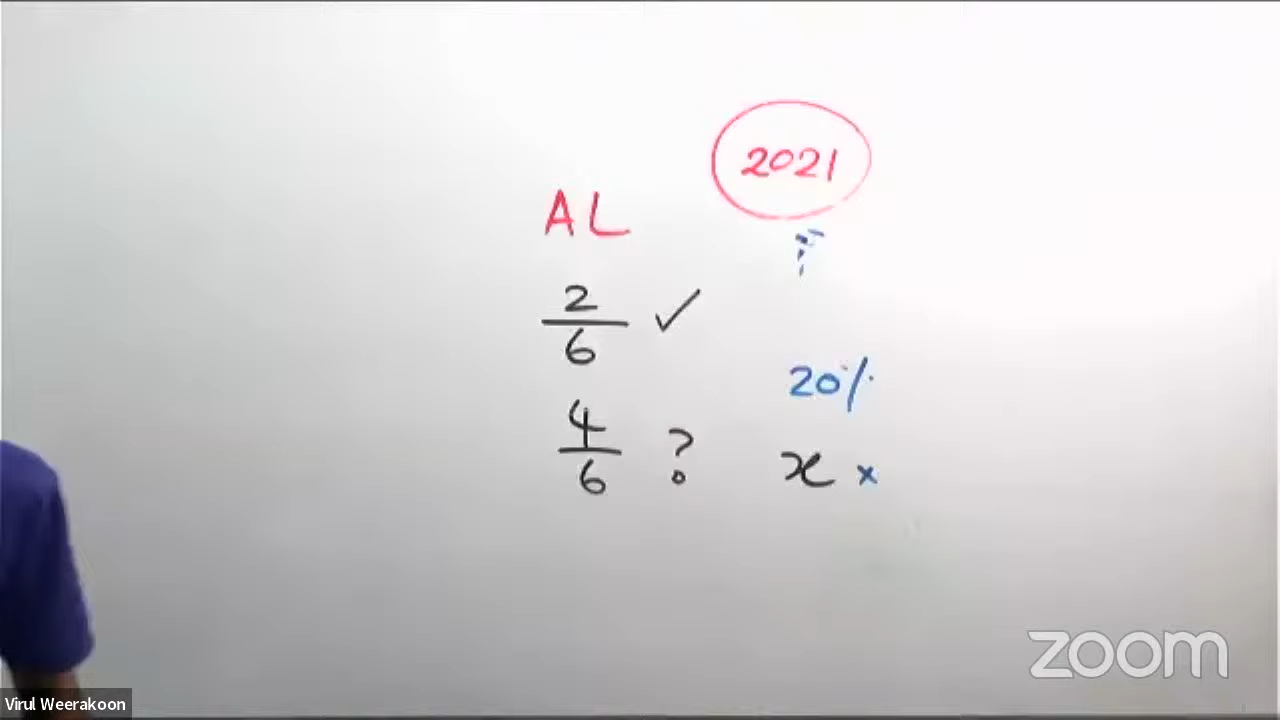 2021
AL
2/6 ✓
20%
4/6 ? x ×
zoom
Virul Weerakoon